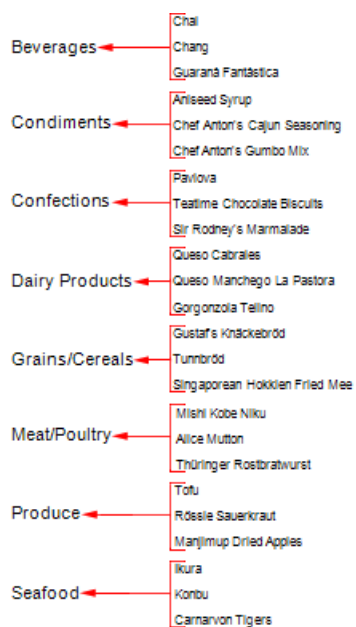 Beverages
Chai
Chang
Guaraná Fantástica
Condiments
Aniseed Syrup
Chef Anton's Cajun Seasoning
Chef Anton's Gumbo Mix
Confections
Pavlova
Teatime Chocolate Biscuits
Sir Rodney's Marmalade
Dairy Products
Queso Cabrales
Queso Manchego La Pastora
Gorgonzola Telino
Grains/Cereals
Gustaf's Knäckebröd
Tunnbröd
Singaporean Hokkien Fried Mee
Meat/Poultry
Mishi Kobe Niku
Alice Mutton
Thüringer Rostbratwurst
Produce
Tofu
Rössle Sauerkraut
Manjimup Dried Apples
Seafood
Ikura
Konbu
Carnarvon Tigers